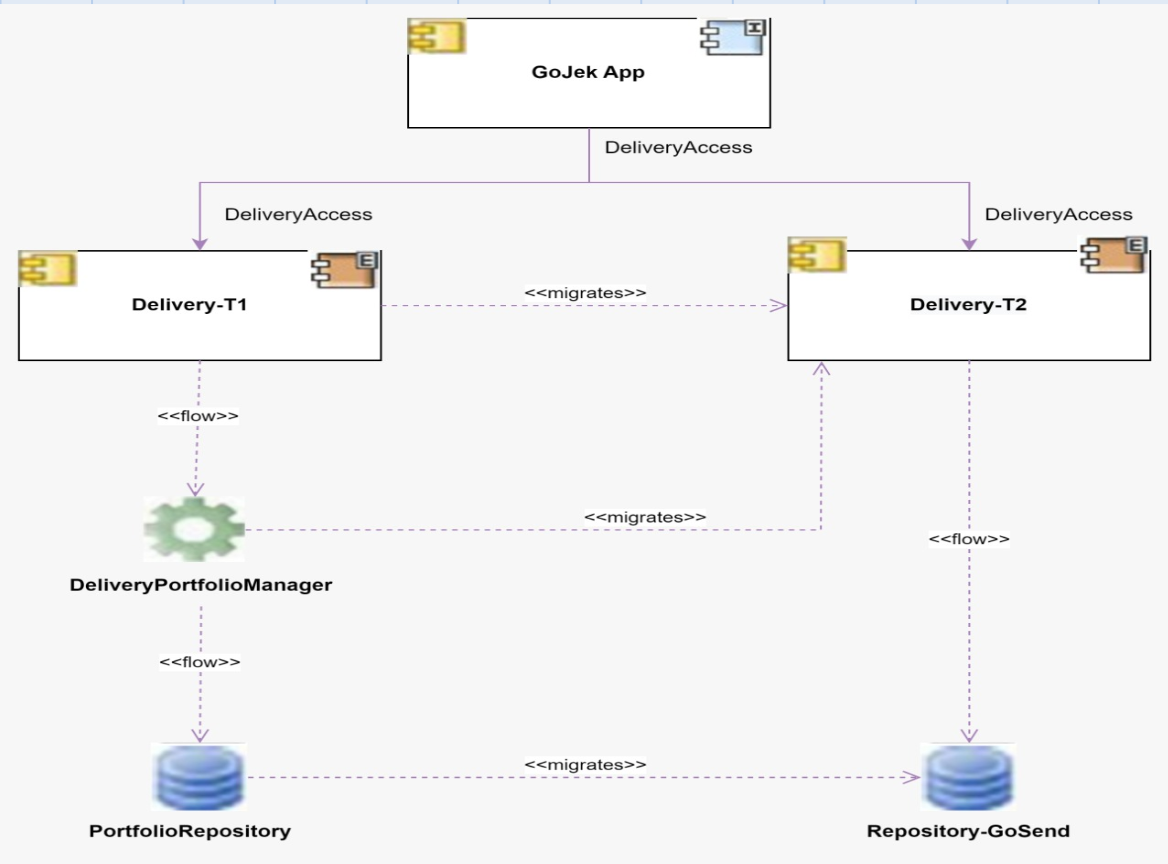 I
GoJek App
DeliveryAccess
DeliveryAccess
DeliveryAccess
E
E
Delivery-T1
<<migrates>>
Delivery-T2
<<flow>>
<<migrates>>
<<flow>>
DeliveryPortfolioManager
<<flow>>
<<migrates>>
PortfolioRepository
Repository-GoSend